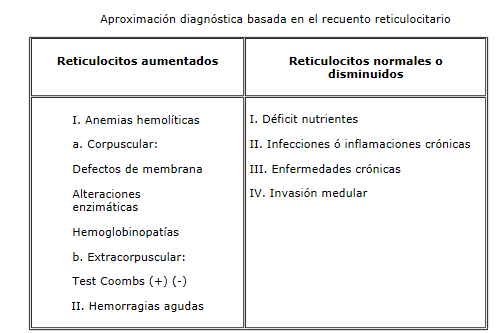 Aproximación diagnóstica basada en el recuento reticulocitario
Reticulocitos aumentados
Reticulocitos normales o
disminuidos
I. Anemias hemolíticas
a. Corpuscular:
Defectos de membrana
Alteraciones
enzimáticas
Hemoglobinopatías
b. Extracorpuscular:
Test Coombs (+) (-)
II. Hemorragias agudas
I. Déficit nutrientes
II. Infecciones ó inflamaciones crónicas
III. Enfermedades crónicas
IV. Invasión medular